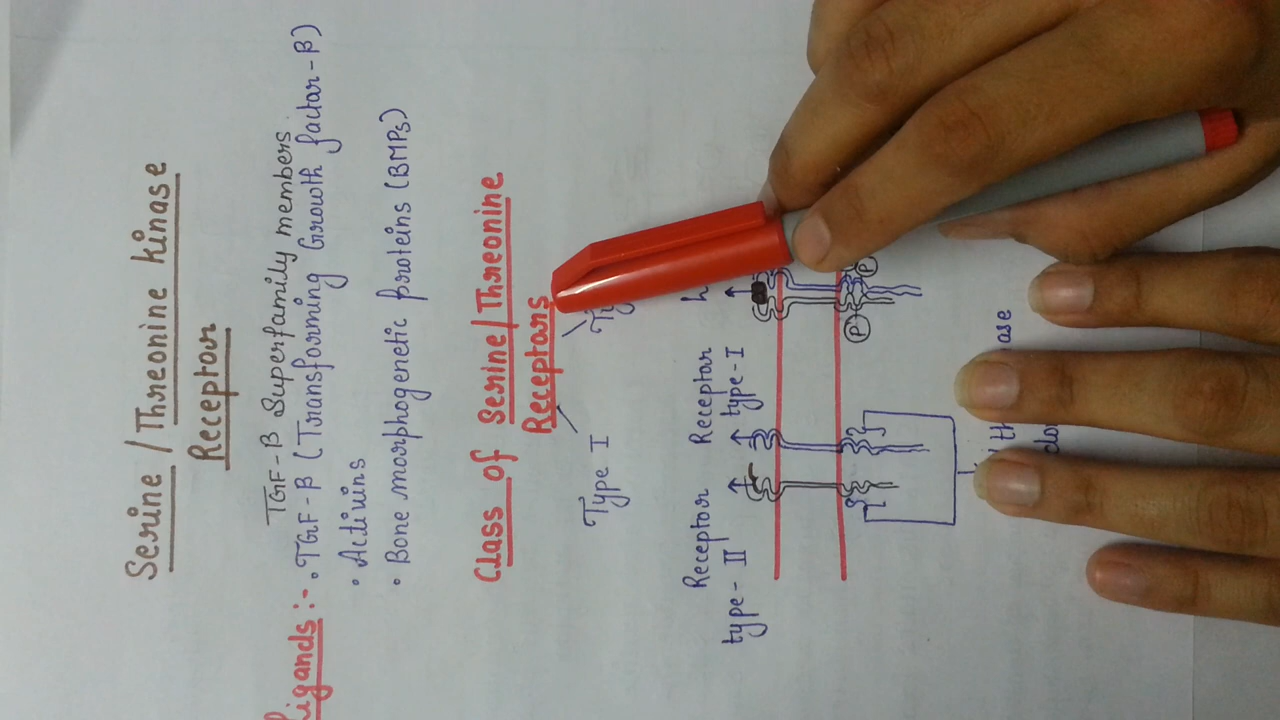 Serine/Threonine kinase
Receptor
TGF-β Superfamily members.
Ligands:- • TGF-β (Transforming Growth factor-β)
• Activins
• Bone morphogenetic proteins (BMPs)
Class of Serine/Threonine
Receptors
Type I
Receptor
type-II
Receptor
type-I
P
P